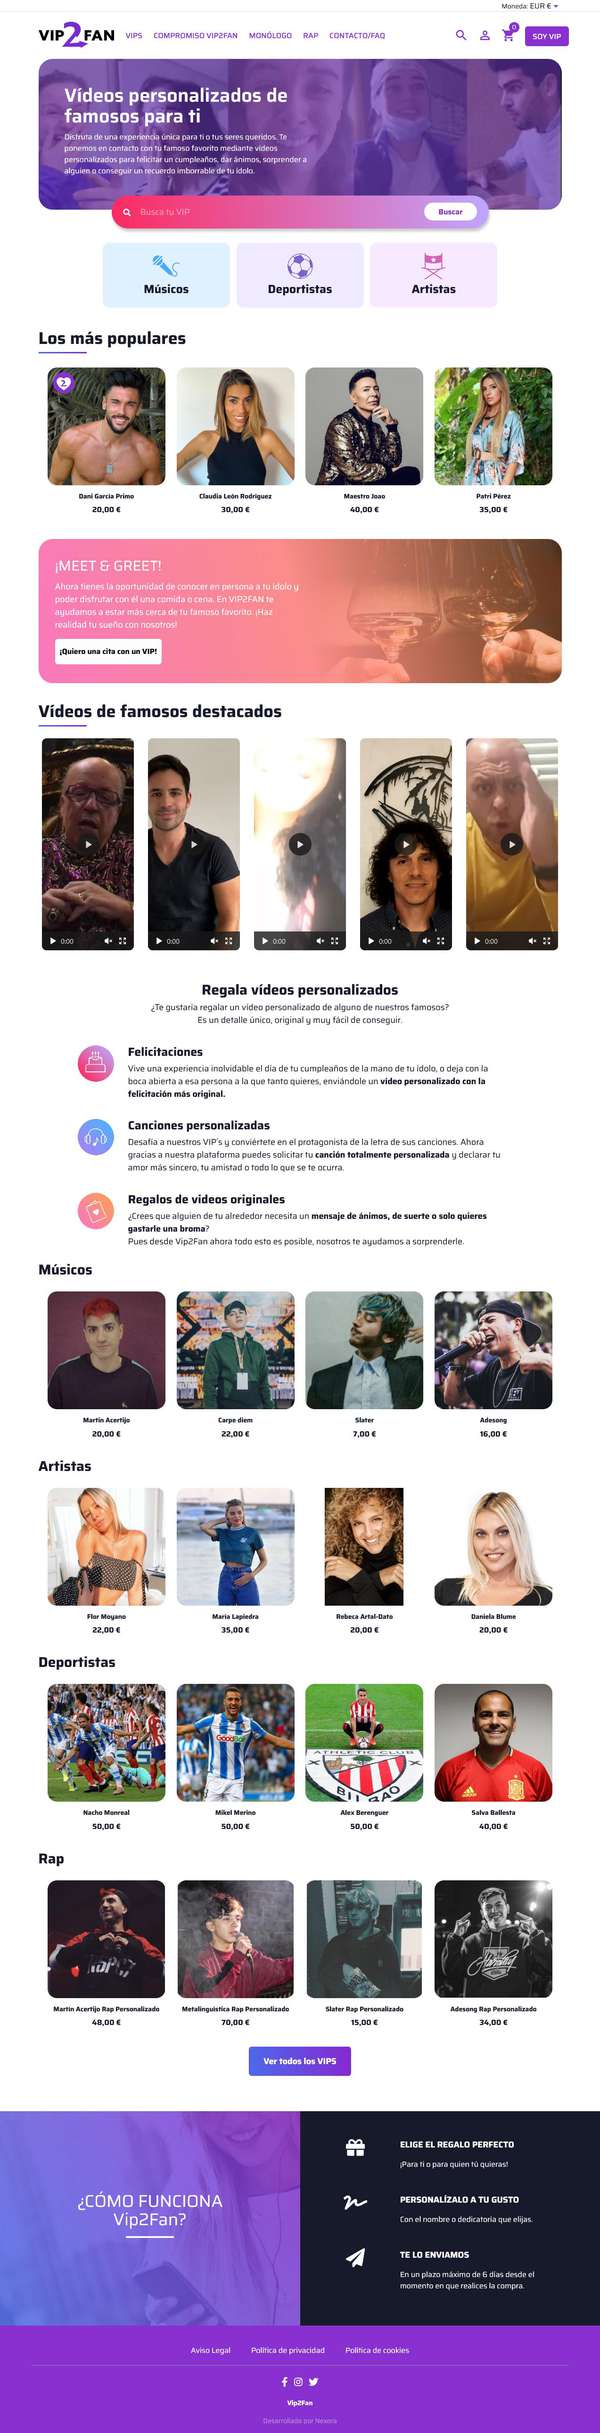 Moneda: EUR €
VIP2FAN
VIPS
COMPROMISO VIP2FAN
MONÓLOGO
RAP
CONTACTO/FAQ
0
SOY VIP
Vídeos personalizados de
famosos para ti
Disfruta de una experiencia única para ti o tus seres queridos. Te
ponemos en contacto con tu famoso favorito mediante vídeos
personalizados para felicitar un cumpleaños, dar ánimos, sorprender a
alguien o conseguir un recuerdo imborrable de tu ídolo.
Busca tu VIP
Buscar
Músicos
Deportistas
Artistas
Los más populares
2
Dani García Primo
20,00 €
Claudia León Rodríguez
30,00 €
Maestro Joao
40,00 €
Patri Pérez
35,00 €
¡MEET & GREET!
Ahora tienes la oportunidad de conocer en persona a tu ídolo y
poder disfrutar con él una comida o cena. En VIP2FAN te
ayudamos a estar más cerca de tu famoso favorito. ¡Haz
realidad tu sueño con nosotros!
¡Quiero una cita con un VIP!
Vídeos de famosos destacados
0:00
0:00
0:00
0:00
0:00
Regala vídeos personalizados
¿Te gustaría regalar un vídeo personalizado de alguno de nuestros famosos?
Es un detalle único, original y muy fácil de conseguir.
Felicitaciones
Vive una experiencia inolvidable el día de tu cumpleaños de la mano de tu ídolo, o deja con la
boca abierta a esa persona a la que tanto quieres, enviándole un vídeo personalizado con la
felicitación más original.
Canciones personalizadas
Desafía a nuestros VIP's y conviértete en el protagonista de la letra de sus canciones. Ahora
gracias a nuestra plataforma puedes solicitar tu canción totalmente personalizada y declarar tu
amor más sincero, tu amistad o todo lo que se te ocurra.
Regalos de videos originales
¿Crees que alguien de tu alrededor necesita un mensaje de ánimos, de suerte o solo quieres
gastarle una broma?
Pues desde Vip2Fan ahora todo esto es posible, nosotros te ayudamos a sorprenderle.
Músicos
Martin Acertijo
20,00 €
Carpe diem
22,00 €
Slater
7,00 €
Adesong
16,00 €
Artistas
Flor Moyano
22,00 €
María Lapiedra
35,00 €
Rebeca Artal-Dato
20,00 €
Daniela Blume
20,00 €
Deportistas
GoodBall
ATHLETIC CLUB
BILBAO
Nacho Monreal
50,00 €
Mikel Merino
50,00 €
Alex Berenguer
50,00 €
Salva Ballesta
40,00 €
Rap
Martin Acertijo Rap Personalizado
48,00 €
Metalinguistica Rap Personalizado
70,00 €
Slater Rap Personalizado
15,00 €
Adesong Rap Personalizado
34,00 €
Ver todos los VIPS
¿CÓMO FUNCIONA
Vip2Fan?
ELIGE EL REGALO PERFECTO
¡Para ti o para quien tú quieras!
PERSONALÍZALO A TU GUSTO
Con el nombre o dedicatoria que elijas.
TE LO ENVIAMOS
En un plazo máximo de 6 días desde el
momento en que realices la compra.
Aviso Legal
Política de privacidad
Política de cookies
Vip2Fan
Desarrollado por Nexora